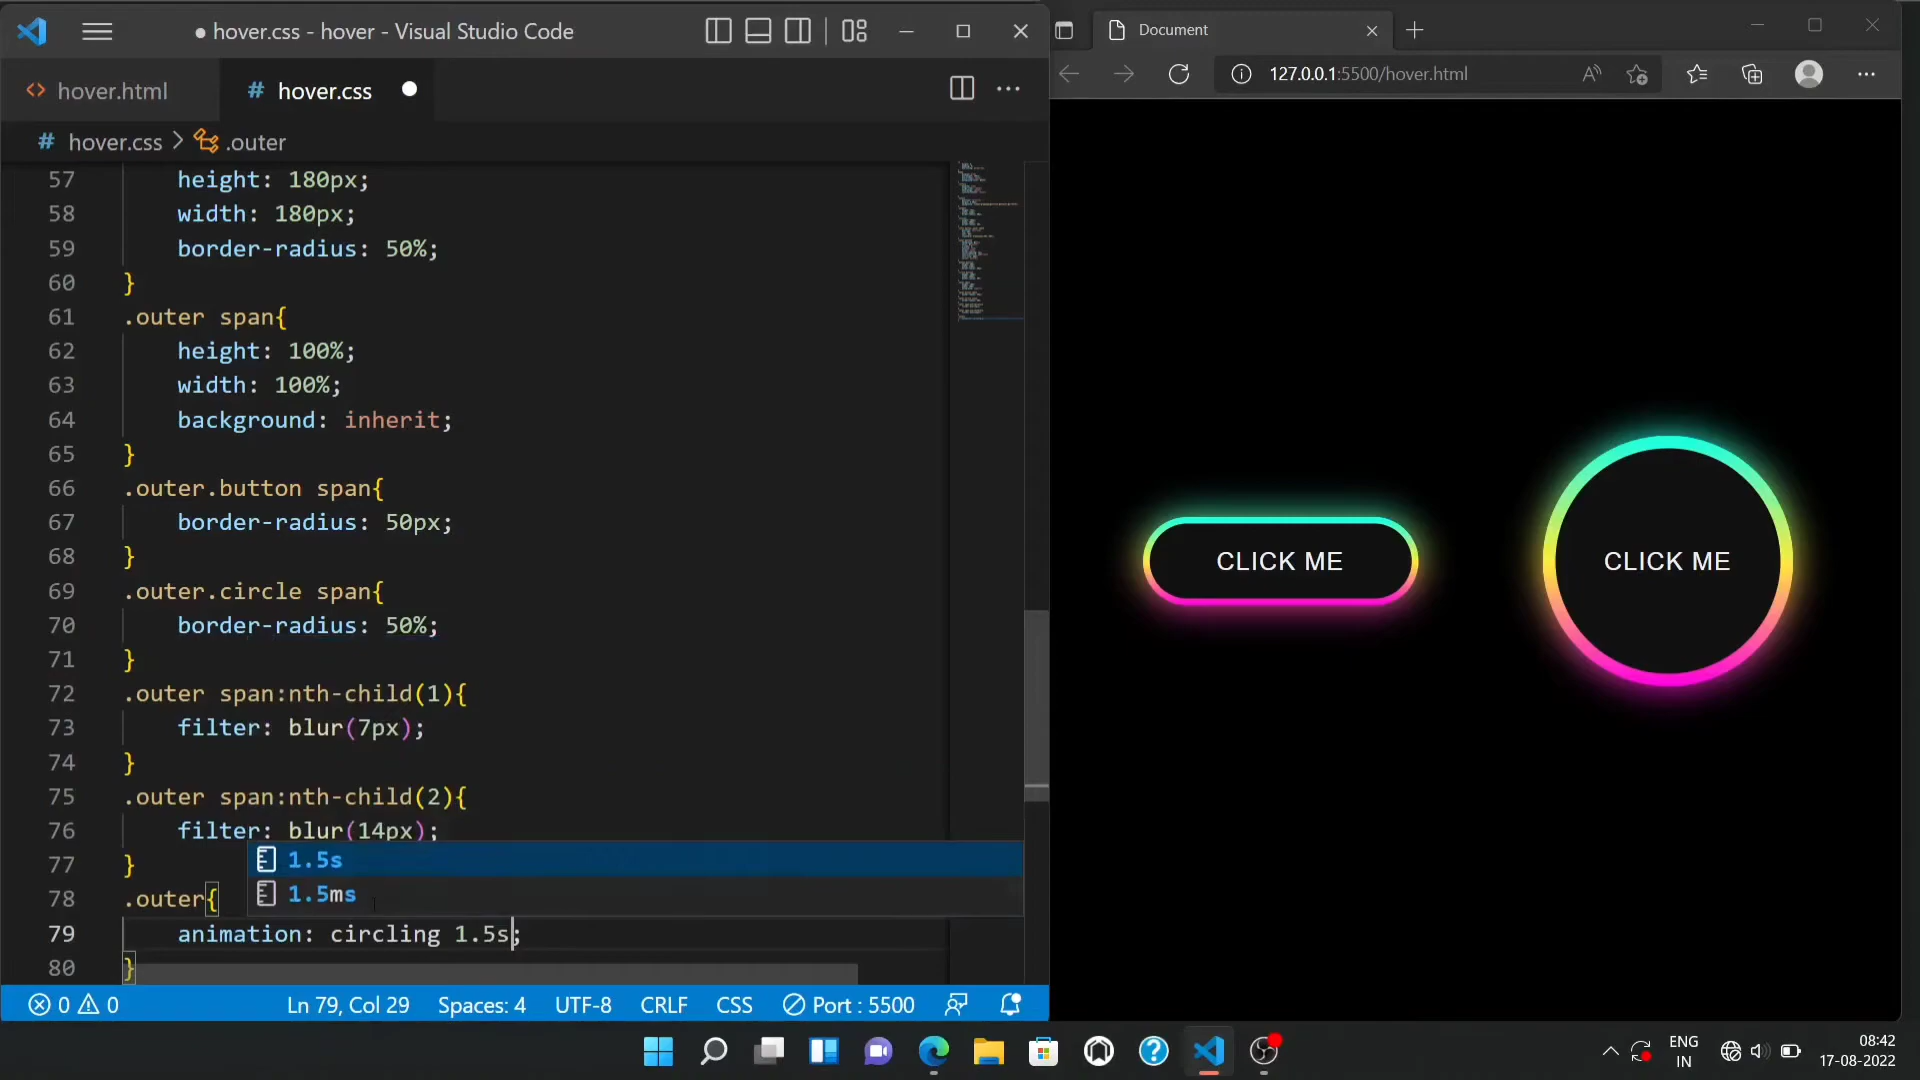 ● hover.css - hover - Visual Studio Code
hover.html
# hover.css
# hover.css > .outer
57 height: 180px;
58 width: 180px;
59 border-radius: 50%;
60 }
61 .outer span{
62 height: 100%;
63 width: 100%;
64 background: inherit;
65 }
66 .outer.button span{
67 border-radius: 50px;
68 }
69 .outer.circle span{
70 border-radius: 50%;
71 }
72 .outer span:nth-child(1){
73 filter: blur(7px);
74 }
75 .outer span:nth-child(2){
76 filter: blur(14px);
77 }
1.5s
1.5ms
78 .outer{
79 animation: circling 1.5s;
80 }
0 0
Ln 79, Col 29
Spaces: 4
UTF-8
CRLF
CSS
Port : 5500
Document
127.0.0.1:5500/hover.html
CLICK ME
CLICK ME
ENG
IN
08:42
17-08-2022